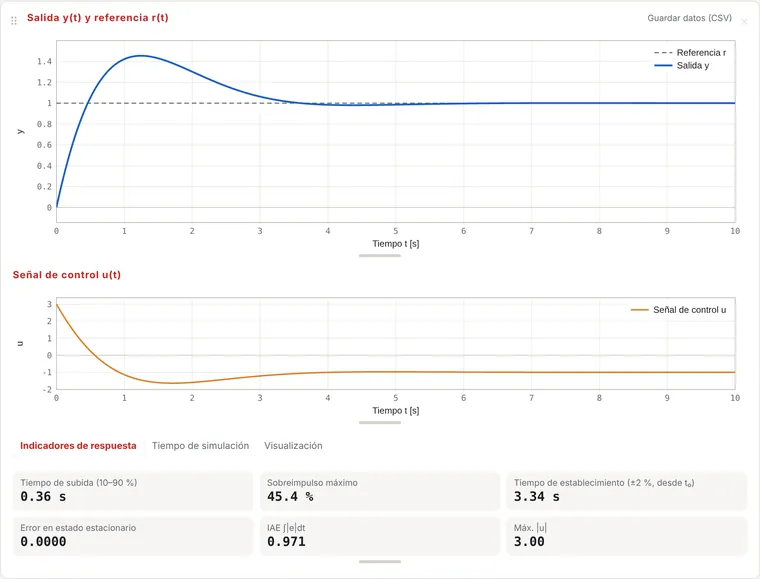 Salida y(t) y referencia r(t)
Guardar datos (CSV)
×
Referencia r
Salida y
1.4
1.2
1
0.8
0.6
0.4
0.2
0
y
0 1 2 3 4 5 6 7 8 9 10
Tiempo t [s]
Señal de control u(t)
Señal de control u
3
2
1
0
-1
-2
u
0 1 2 3 4 5 6 7 8 9 10
Tiempo t [s]
Indicadores de respuesta Tiempo de simulación Visualización
Tiempo de subida (10–90 %)
0.36 s
Sobreimpulso máximo
45.4 %
Tiempo de establecimiento (±2 %, desde t₀)
3.34 s
Error en estado estacionario
0.0000
IAE ∫|e|dt
0.971
Máx. |u|
3.00